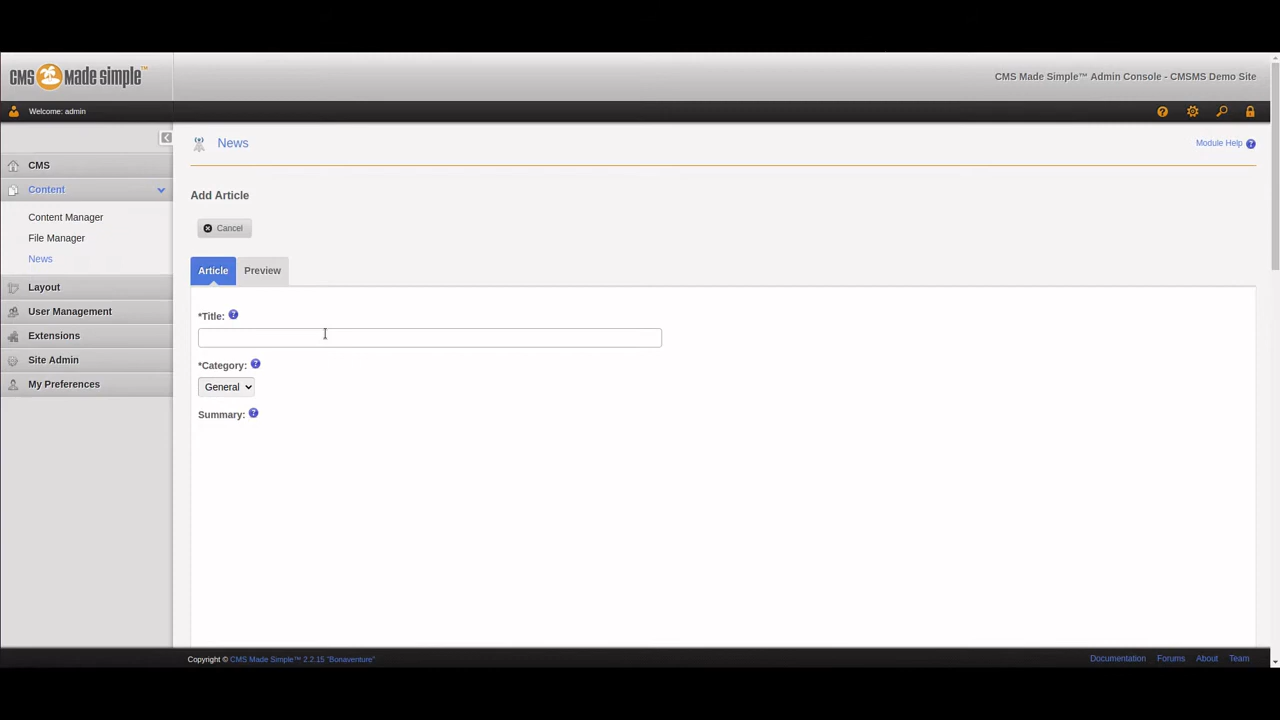 CMS made simple™
CMS Made Simple™ Admin Console - CMSMS Demo Site
Welcome: admin
CMS
Content
Content Manager
File Manager
News
Layout
User Management
Extensions
Site Admin
My Preferences
News
Module Help
Add Article
Cancel
Article Preview
*Title:
*Category:
General
Summary:
Copyright © CMS Made Simple™ 2.2.15 "Bonaventure"
Documentation Forums About Team